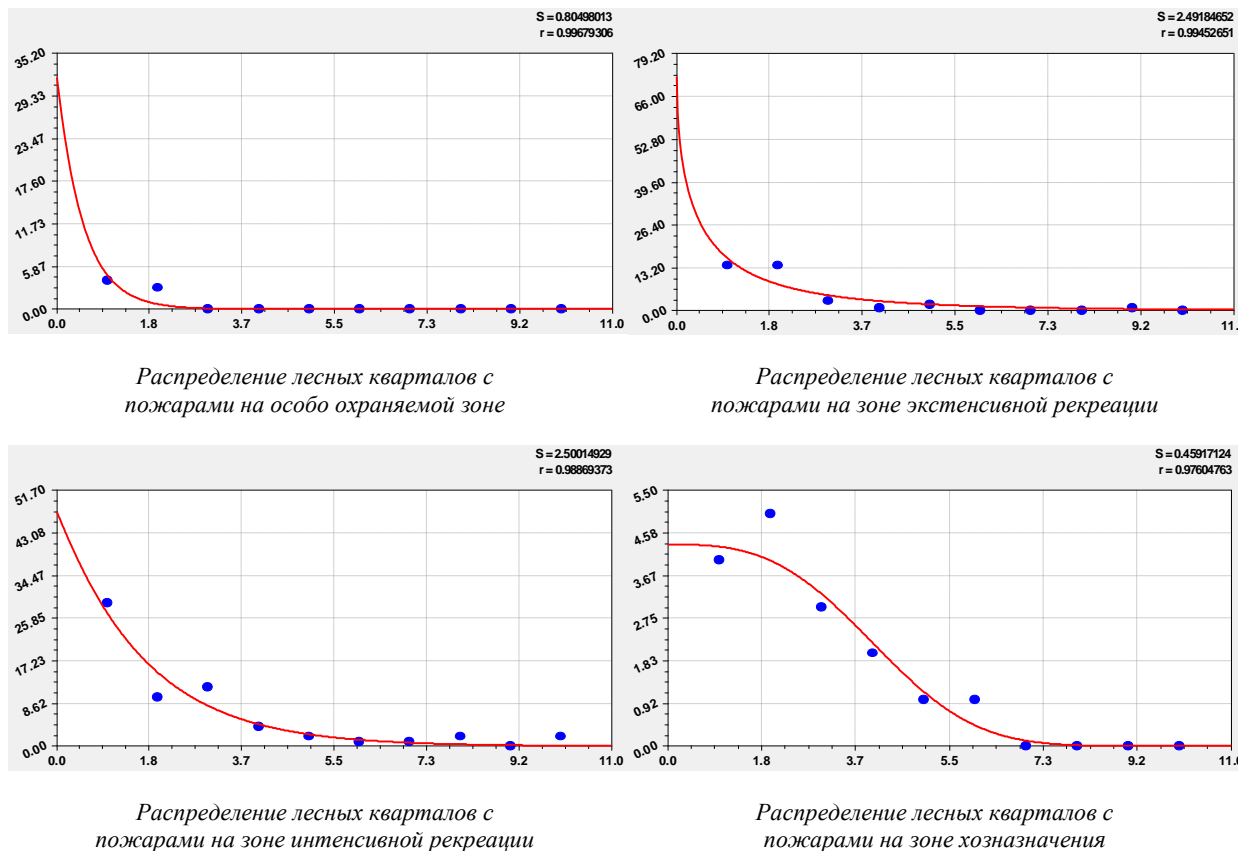 S = 0.80498013
r = 0.99679306
35.20
29.33
23.47
17.60
11.73
5.87
0.00
0.0 1.8 3.7 5.5 7.3 9.2 11.0
Распределение лесных кварталов с
пожарами на особо охраняемой зоне
S = 2.49184652
r = 0.99452651
79.20
66.00
52.80
39.60
26.40
13.20
0.00
0.0 1.8 3.7 5.5 7.3 9.2 11.
Распределение лесных кварталов с
пожарами на зоне экстенсивной рекреации
S = 2.50014929
r = 0.98869373
51.70
43.08
34.47
25.85
17.23
8.62
0.00
0.0 1.8 3.7 5.5 7.3 9.2 11.0
Распределение лесных кварталов с
пожарами на зоне интенсивной рекреации
S = 0.45917124
r = 0.97604763
5.50
4.58
3.67
2.75
1.83
0.92
0.00
0.0 1.8 3.7 5.5 7.3 9.2 11.0
Распределение лесных кварталов с
пожарами на зоне хозназначения